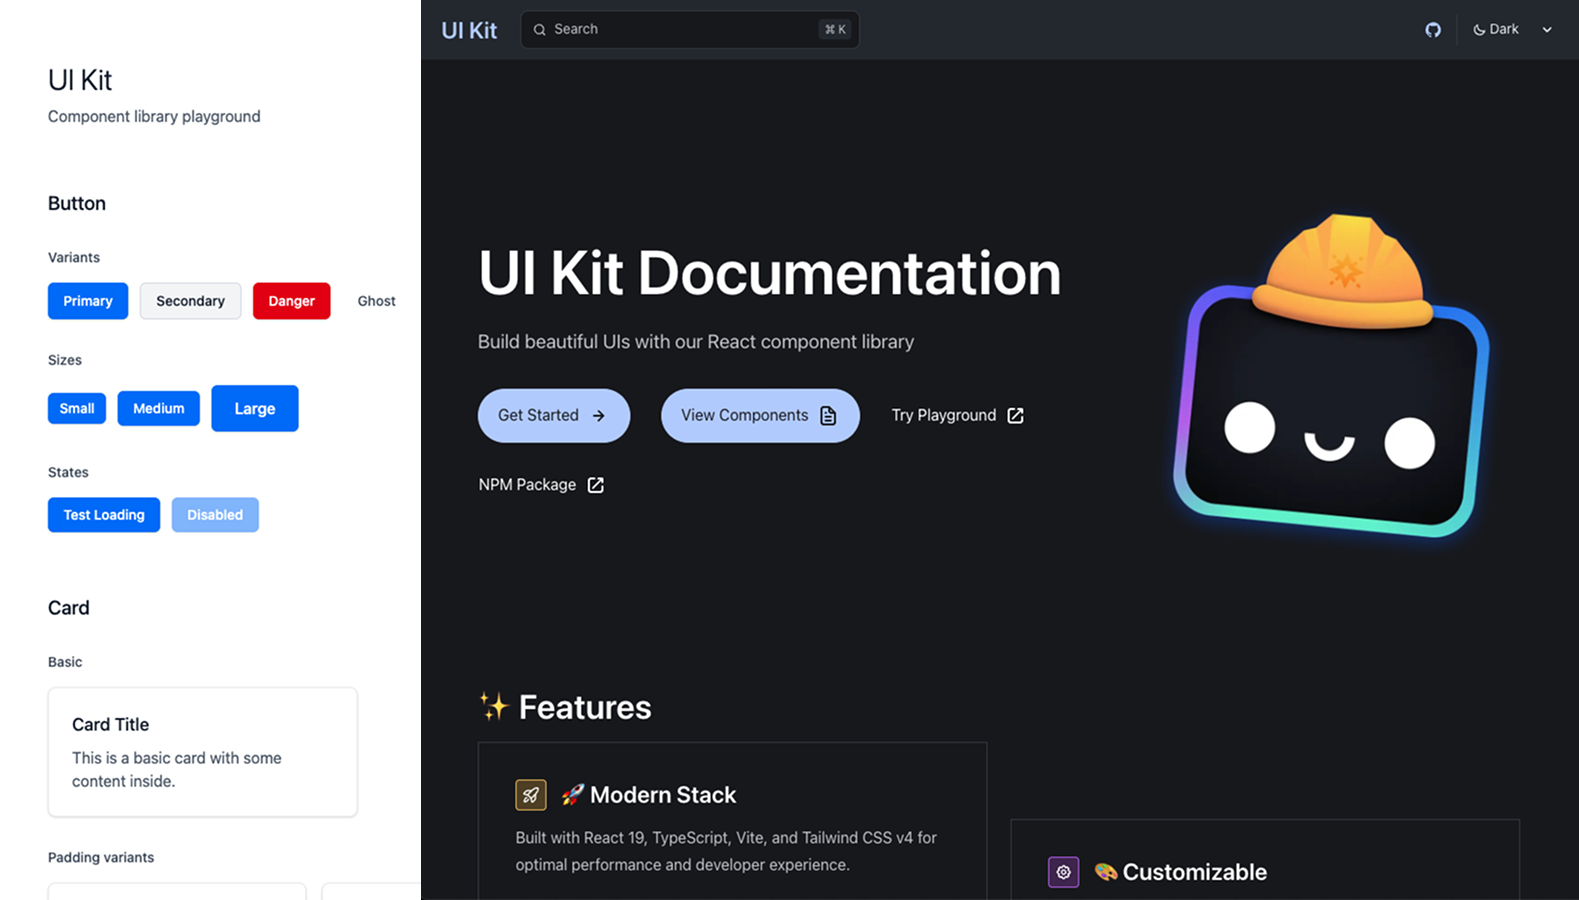 UI Kit
Component library playground
Button
Variants
Primary
Secondary
Danger
Ghost
Sizes
Small
Medium
Large
States
Test Loading
Disabled
Card
Basic
Card Title
This is a basic card with some
content inside.
Padding variants
UI Kit
Search
⌘ K
Dark
UI Kit Documentation
Build beautiful UIs with our React component library
Get Started
View Components
Try Playground
NPM Package
✨ Features
🚀 Modern Stack
Built with React 19, TypeScript, Vite, and Tailwind CSS v4 for
optimal performance and developer experience.
🎨 Customizable